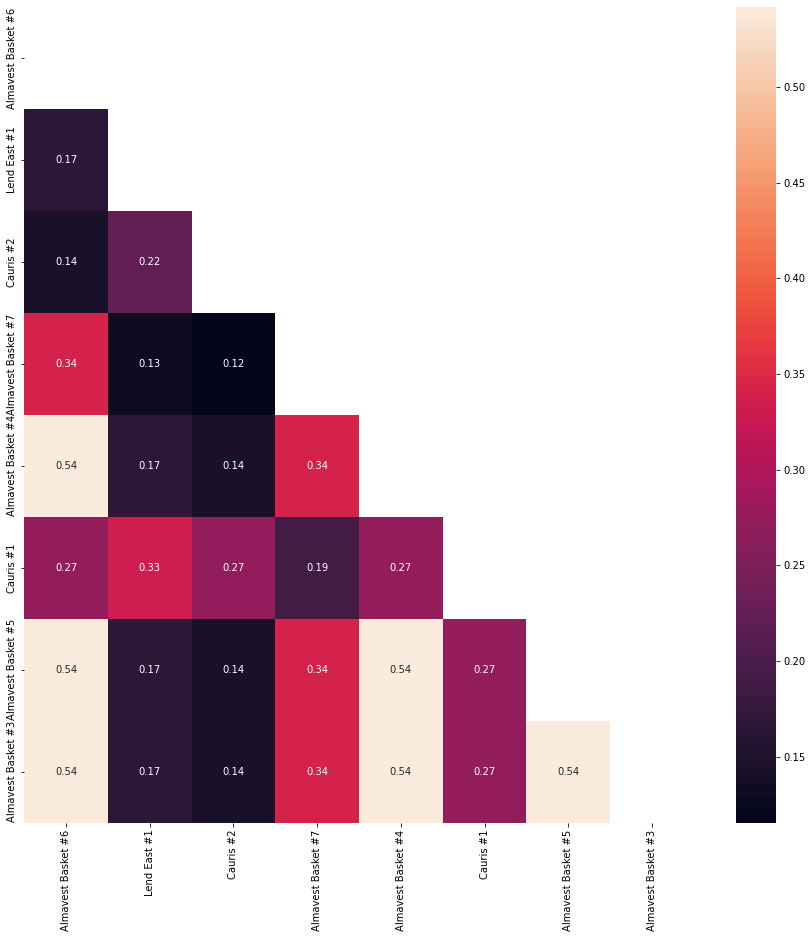 Almavest Basket #6
Lend East #1
0.17
Cauris #2
0.14 0.22
Almavest Basket #7
0.34 0.13 0.12
Almavest Basket #4
0.54 0.17 0.14 0.34
Cauris #1
0.27 0.33 0.27 0.19 0.27
Almavest Basket #5
0.54 0.17 0.14 0.34 0.54 0.27
Almavest Basket #3
0.54 0.17 0.14 0.34 0.54 0.27 0.54
Almavest Basket #6
Lend East #1
Cauris #2
Almavest Basket #7
Almavest Basket #4
Cauris #1
Almavest Basket #5
Almavest Basket #3
0.50
0.45
0.40
0.35
0.30
0.25
0.20
0.15